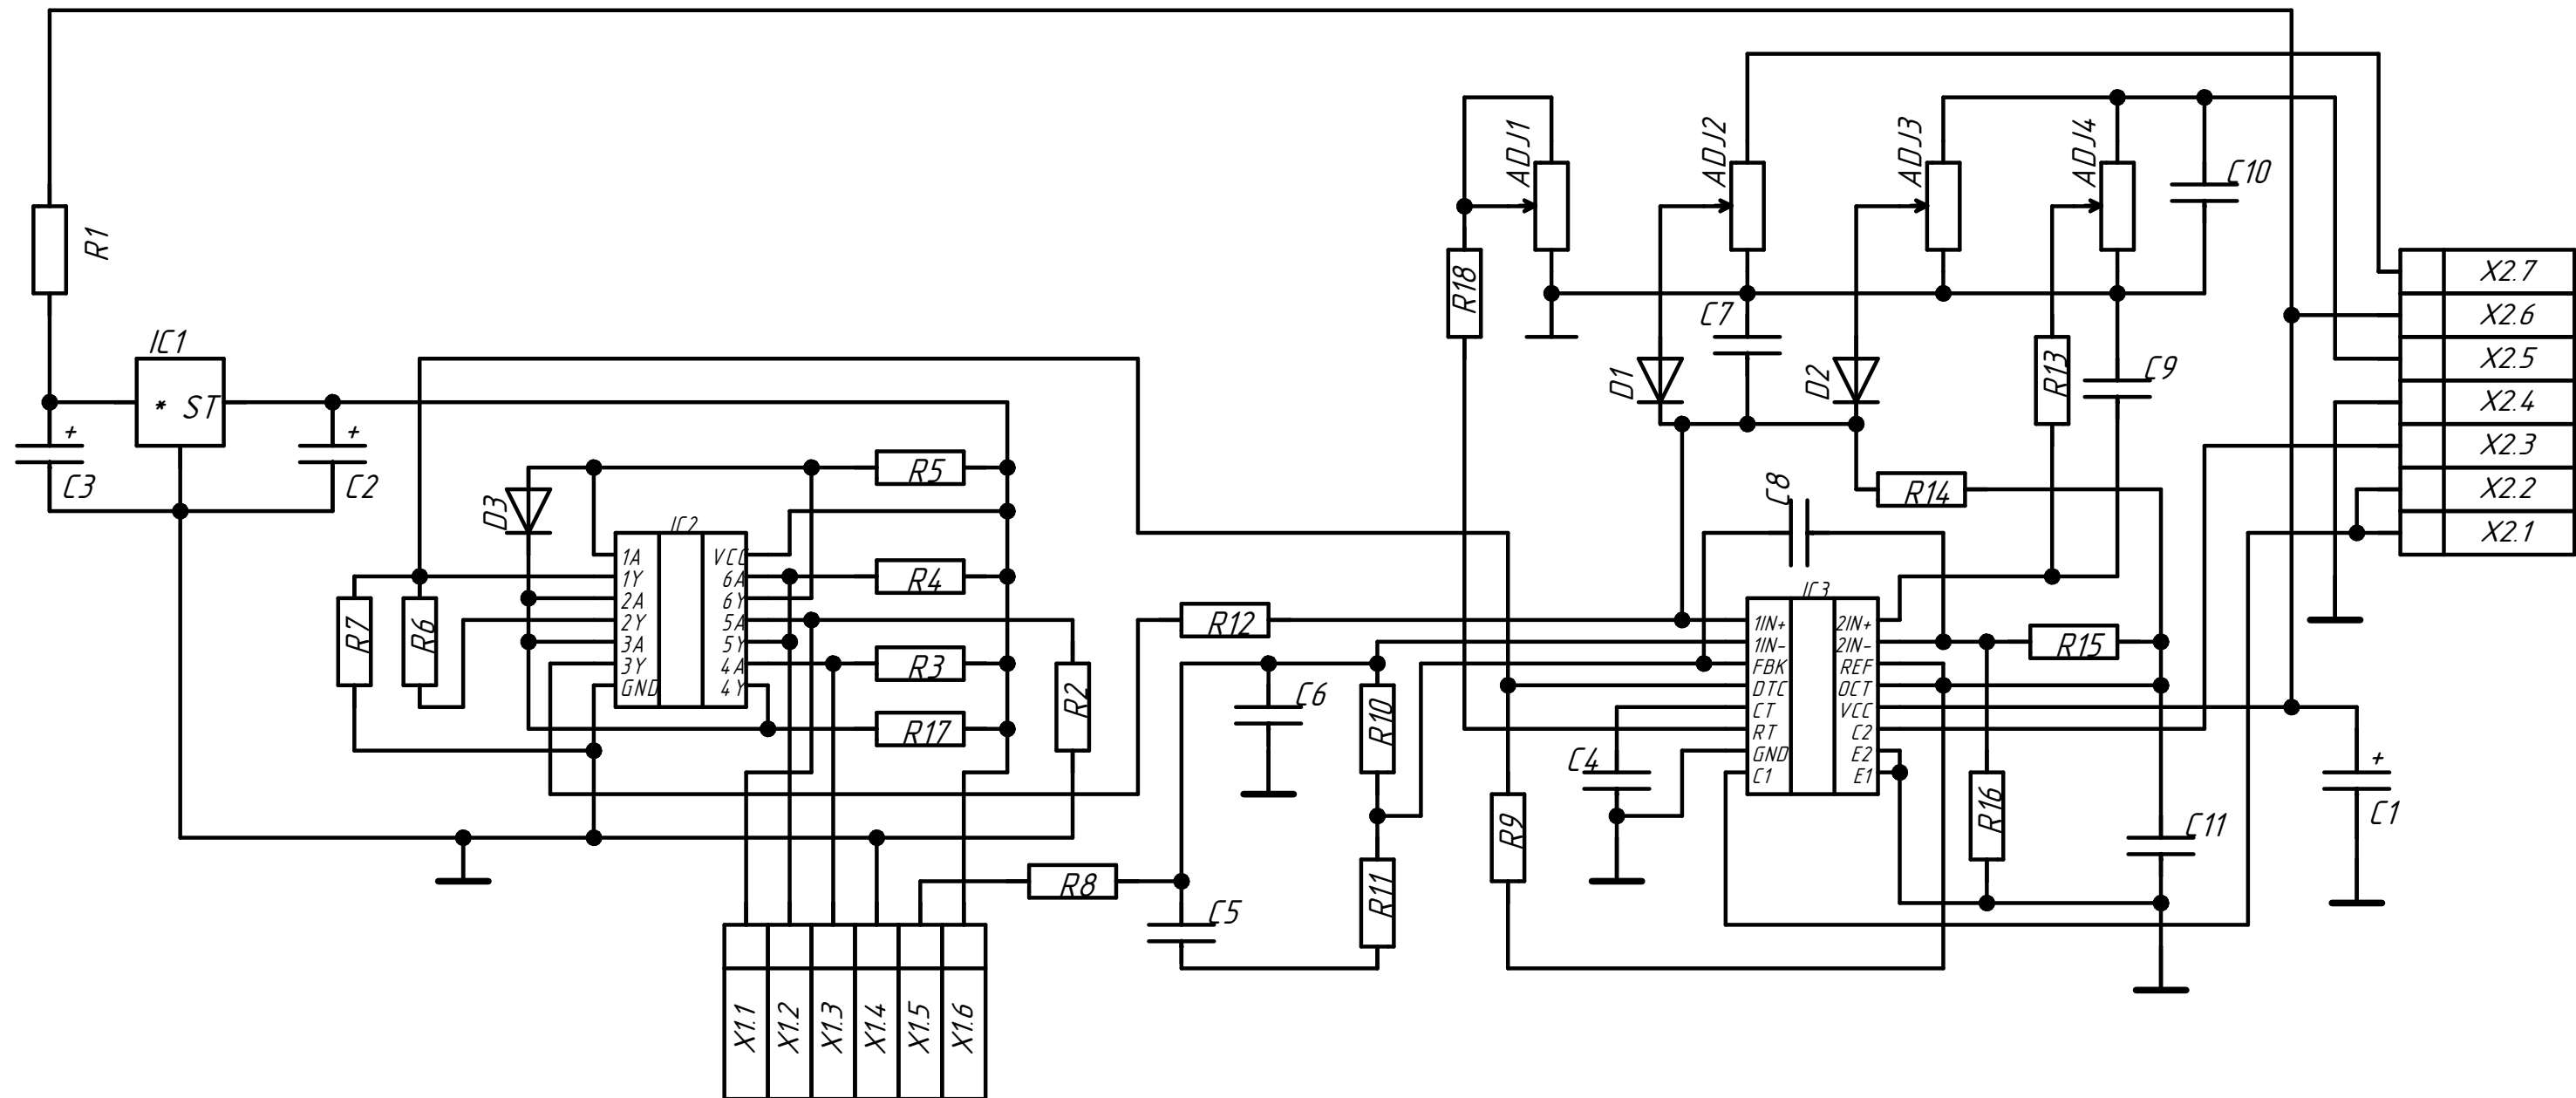 R1
IC1
* ST
+
C3
+
C2
D3
R5
R4
R3
R17
R7
R6
R2
IC2
1A
1Y
2A
2Y
3A
3Y
GND
VCC
6A
6Y
5A
5Y
4A
4Y
X1.1
X1.2
X1.3
X1.4
X1.5
X1.6
R8
C5
C6
R12
R10
R11
R9
ADJ1
ADJ2
ADJ3
ADJ4
C10
R18
C7
D1
D2
R13
C9
C8
R14
IC3
1IN+
1IN-
FBK
DTC
CT
RT
GND
C1
2IN+
2IN-
REF
OCT
VCC
C2
E2
E1
C4
R15
R16
C11
+
C1
X2.7
X2.6
X2.5
X2.4
X2.3
X2.2
X2.1